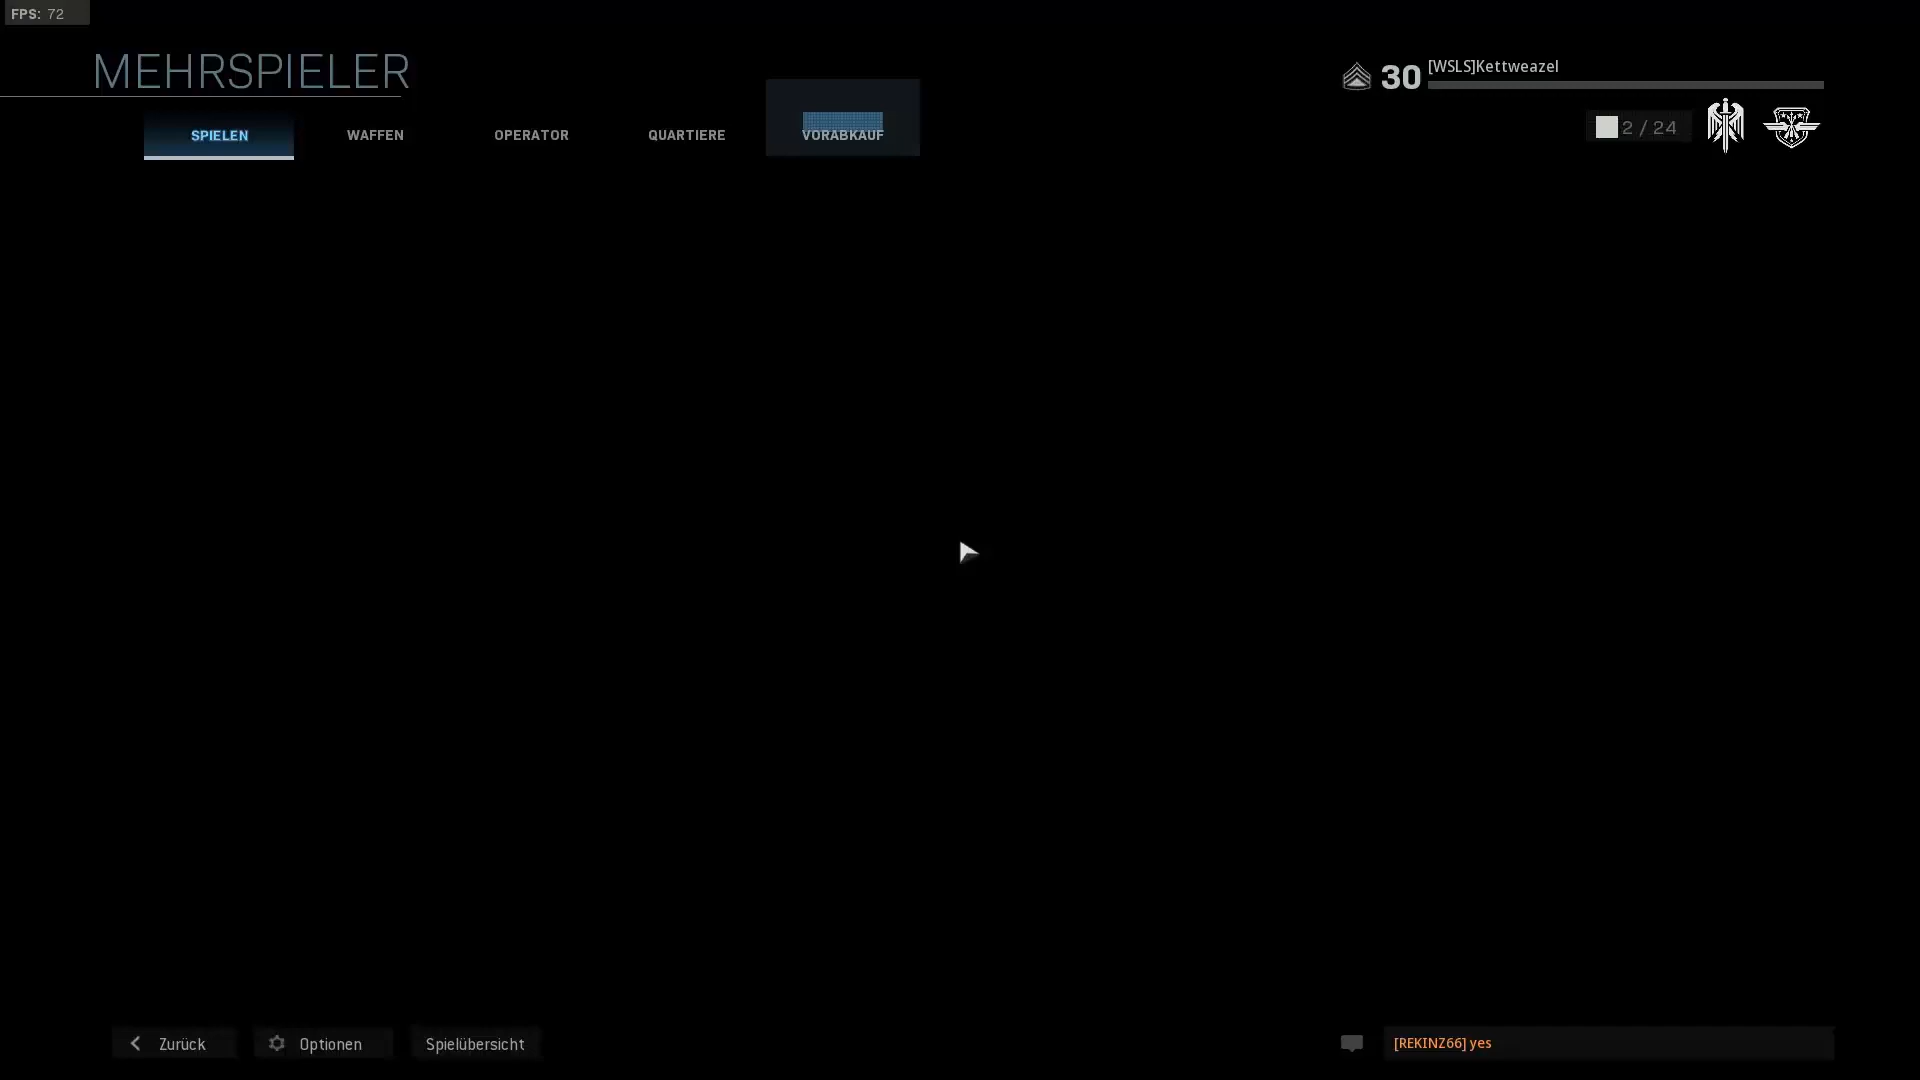 FPS: 72
MEHRSPIELER
30 [WSLS]Kettweazel
SPIELEN WAFFEN OPERATOR QUARTIERE VORABKAUF
2 / 24
Zurück Optionen Spielübersicht
[REKINZ66] yes